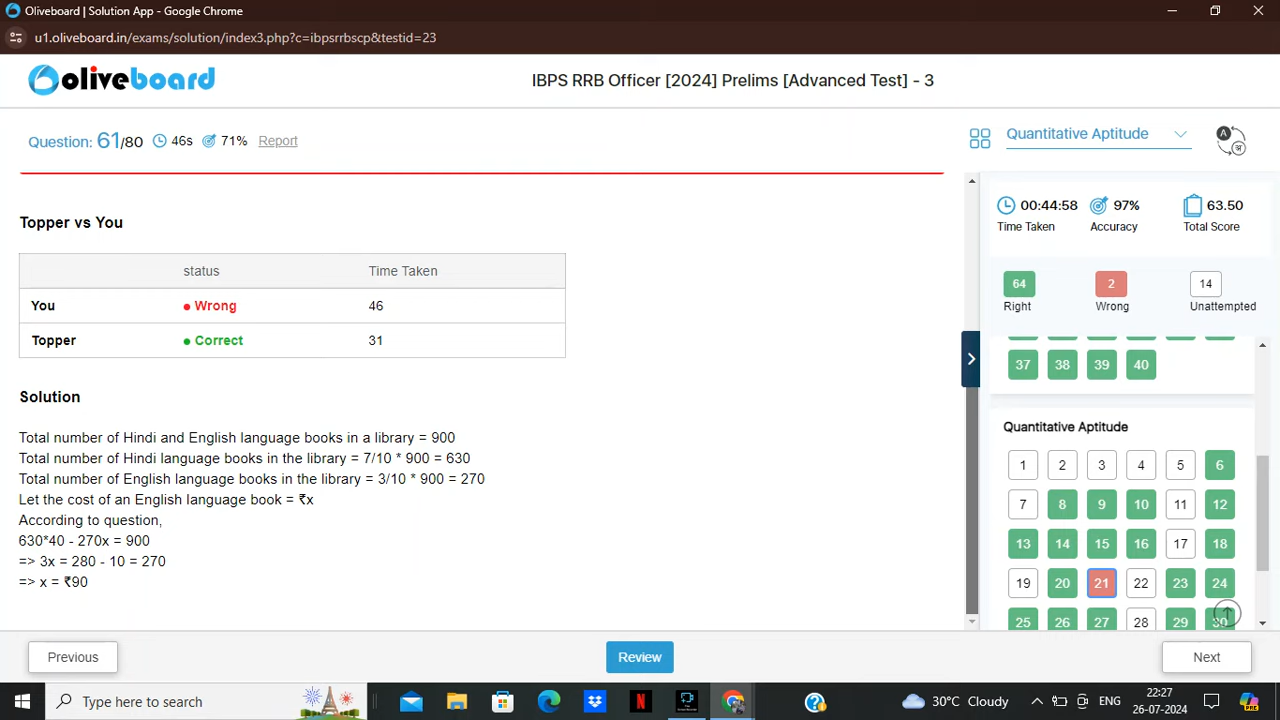 Oliveboard | Solution App - Google Chrome
u1.oliveboard.in/exams/solution/index3.php?c=ibpsrrbscp&testid=23
oliveboard
IBPS RRB Officer [2024] Prelims [Advanced Test] - 3
Question: 61/80 46s 71% Report
Quantitative Aptitude
A
अ
00:44:58 97% 63.50
Time Taken Accuracy Total Score
64 2 14
Right Wrong Unattempted
Topper vs You
status Time Taken
You Wrong 46
Topper Correct 31
Solution
Total number of Hindi and English language books in a library = 900
Total number of Hindi language books in the library = 7/10 * 900 = 630
Total number of English language books in the library = 3/10 * 900 = 270
Let the cost of an English language book = ₹x
According to question,
630*40 - 270x = 900
=> 3x = 280 - 10 = 270
=> x = ₹90
37 38 39 40
Quantitative Aptitude
1 2 3 4 5 6
7 8 9 10 11 12
13 14 15 16 17 18
19 20 21 22 23 24
25 26 27 28 29 30
Previous
Review
Next
Type here to search
30°C Cloudy
ENG
22:27
26-07-2024
PRE